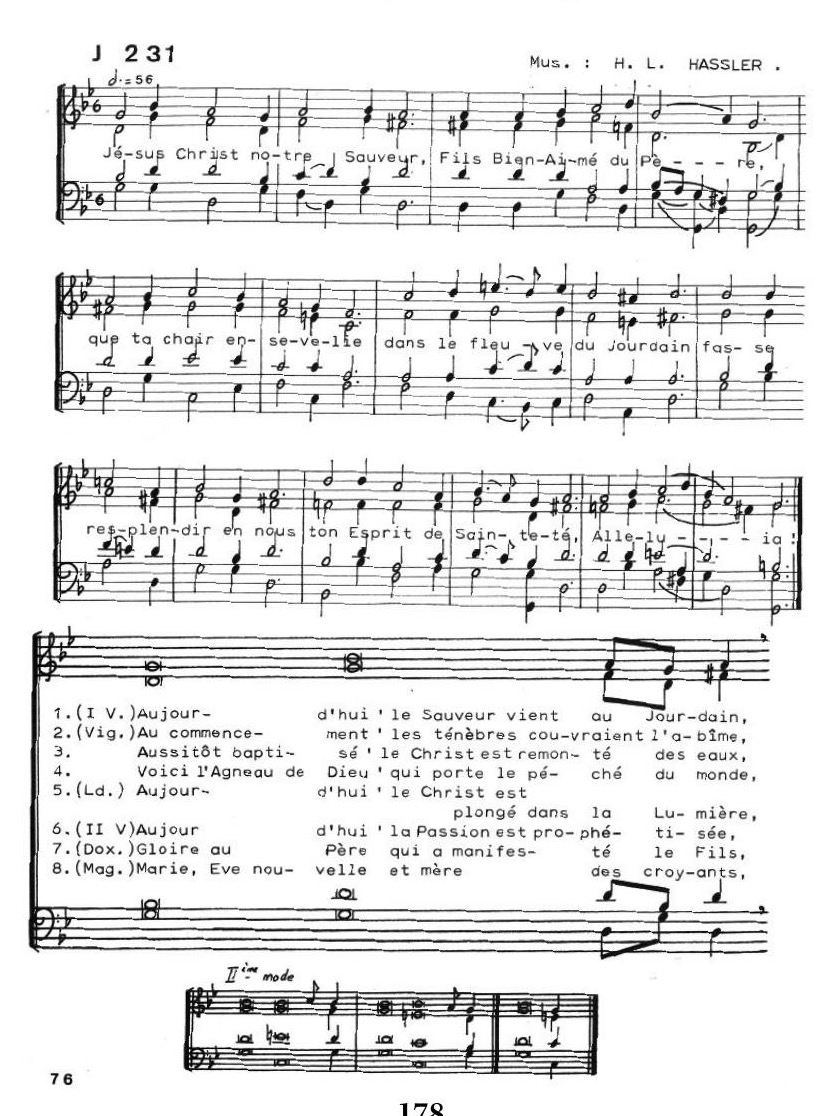 J 231
Mus. : H. L. HASSLER .
𝅗𝅥. = 56
Jé-sus Christ no-tre Sauveur, Fils Bien-Ai-mé du Pè - - - re,
que ta chair en- se-ve-lie dans le fleu - ve du Jourdain fas- se
res-plen-dir en nous ton Esprit de Sain- te-té, Alle-lu - - - - ia !
1.(I V.)Aujour- d'hui ' le Sauveur vient au Jour-dain,
2.(Vig.)Au commence- ment ' les ténèbres cou-vraient l'a-bîme,
3. Aussitôt bapti- sé ' le Christ est remon- té des eaux,
4. Voici l'Agneau de Dieu ' qui porte le pé- ché du monde,
5.(Ld.) Aujour- d'hui ' le Christ est
plongé dans la Lu-mière,
6.(II V)Aujour d'hui ' la Passion est pro-phé- ti-sée,
7.(Dox.)Gloire au Père qui a manifes- té le Fils,
8.(Mag.)Marie, Eve nou- velle et mère des croy-ants,
II ème mode
76
178